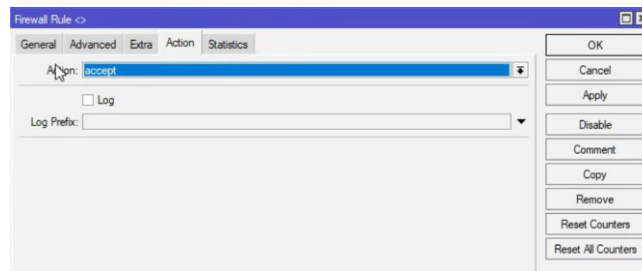 Firewall Rule <>
General Advanced Extra Action Statistics
Action: accept
Log
Log Prefix:
OK
Cancel
Apply
Disable
Comment
Copy
Remove
Reset Counters
Reset All Counters